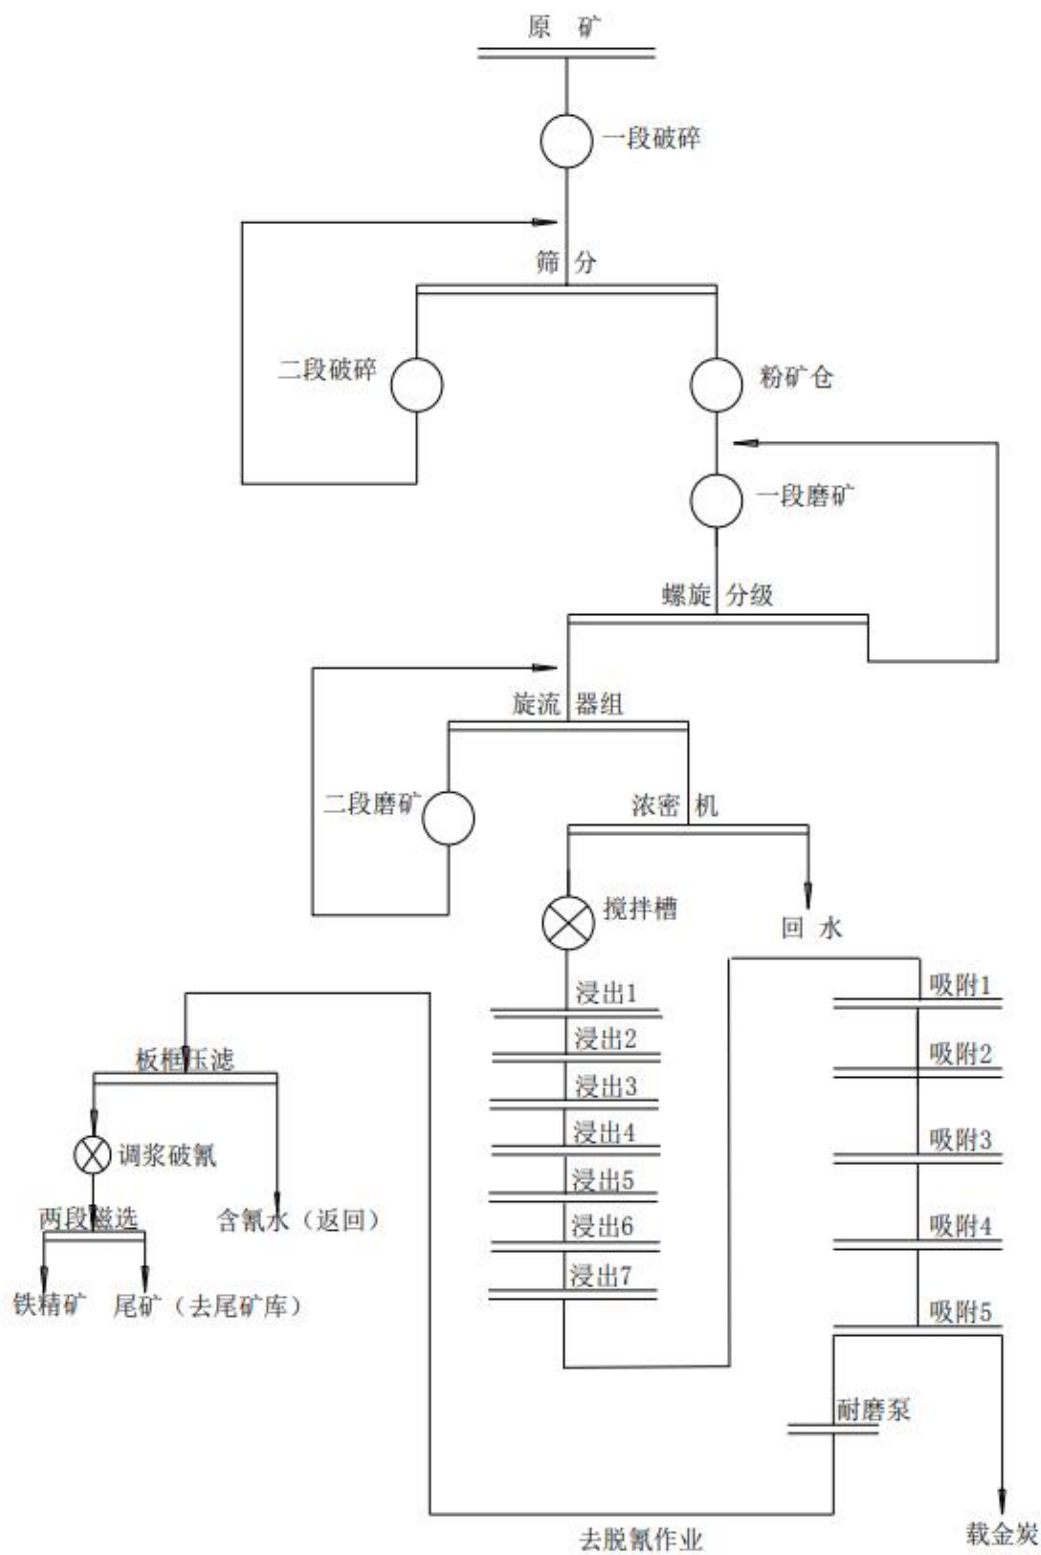 原 矿
一段破碎
筛 分
二段破碎
粉矿仓
一段磨矿
螺旋 分级
旋流 器组
二段磨矿
浓密 机
搅拌槽
回 水
浸出1
浸出2
浸出3
浸出4
浸出5
浸出6
浸出7
吸附1
吸附2
吸附3
吸附4
吸附5
耐磨泵
载金炭
去脱氰作业
板框压滤
调浆破氰
含氰水（返回）
两段磁选
铁精矿
尾矿（去尾矿库）